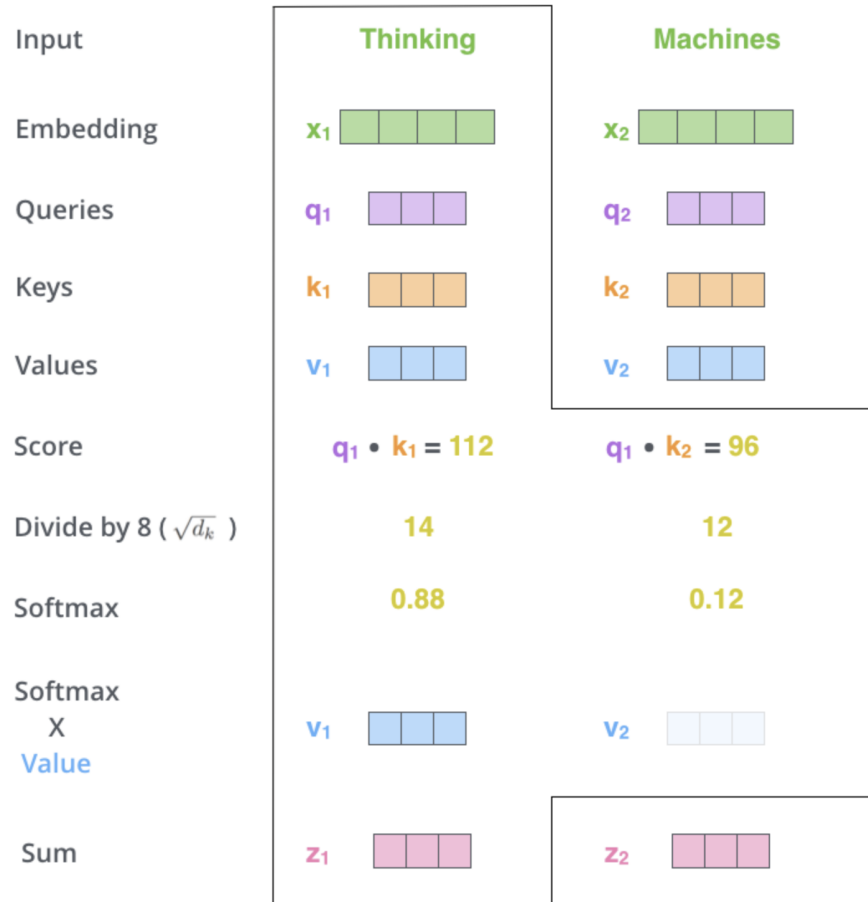 Input Thinking Machines
Embedding x₁ x₂
Queries q₁ q₂
Keys k₁ k₂
Values v₁ v₂
Score q₁ • k₁ = 112 q₁ • k₂ = 96
Divide by 8 ( √dₖ ) 14 12
Softmax 0.88 0.12
Softmax
X v₁ v₂
Value
Sum z₁ z₂